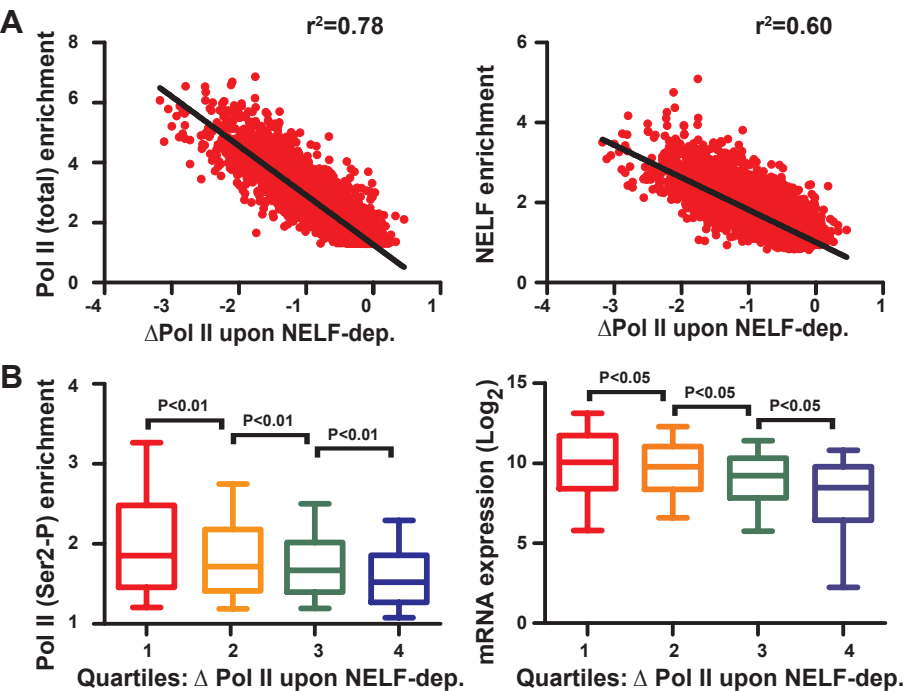 A
r²=0.78
Pol II (total) enrichment
8
6
4
2
0
-4 -3 -2 -1 0 1
ΔPol II upon NELF-dep.
r²=0.60
NELF enrichment
6
4
2
0
-4 -3 -2 -1 0 1
ΔPol II upon NELF-dep.
B
Pol II (Ser2-P) enrichment
4
3
2
1
P<0.01
P<0.01
P<0.01
1 2 3 4
Quartiles: Δ Pol II upon NELF-dep.
mRNA expression (Log₂)
15
10
5
0
P<0.05
P<0.05
P<0.05
1 2 3 4
Quartiles: Δ Pol II upon NELF-dep.